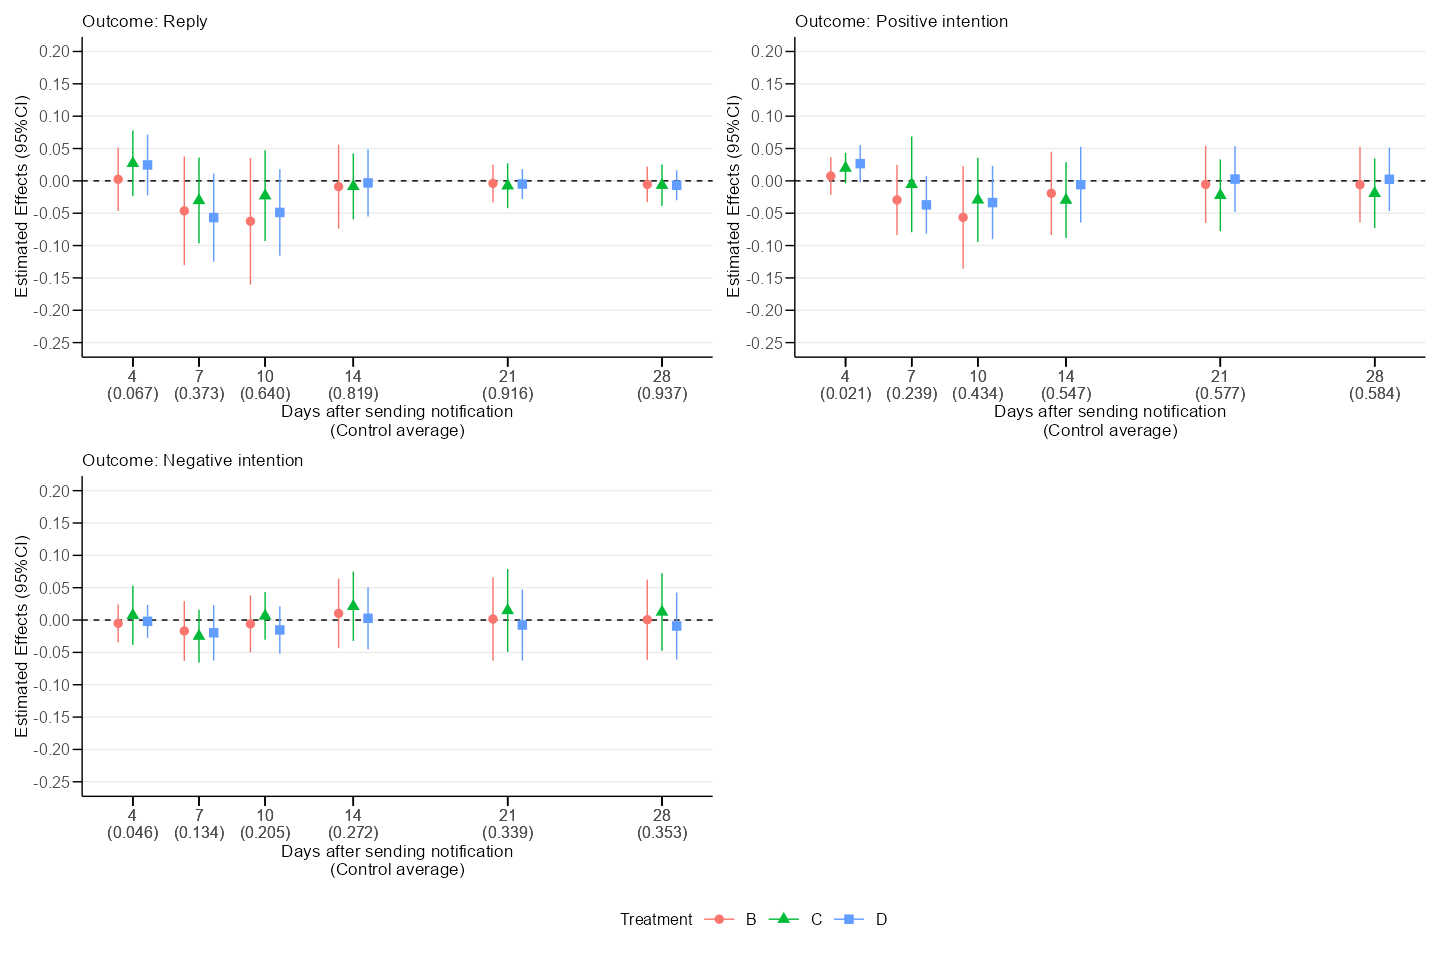 Outcome: Reply
Estimated Effects (95%CI)
0.20
0.15
0.10
0.05
0.00
-0.05
-0.10
-0.15
-0.20
-0.25
4 7 10 14 21 28
(0.067) (0.373) (0.640) (0.819) (0.916) (0.937)
Days after sending notification
(Control average)
Outcome: Positive intention
Estimated Effects (95%CI)
0.20
0.15
0.10
0.05
0.00
-0.05
-0.10
-0.15
-0.20
-0.25
4 7 10 14 21 28
(0.021) (0.239) (0.434) (0.547) (0.577) (0.584)
Days after sending notification
(Control average)
Outcome: Negative intention
Estimated Effects (95%CI)
0.20
0.15
0.10
0.05
0.00
-0.05
-0.10
-0.15
-0.20
-0.25
4 7 10 14 21 28
(0.046) (0.134) (0.205) (0.272) (0.339) (0.353)
Days after sending notification
(Control average)
Treatment B C D